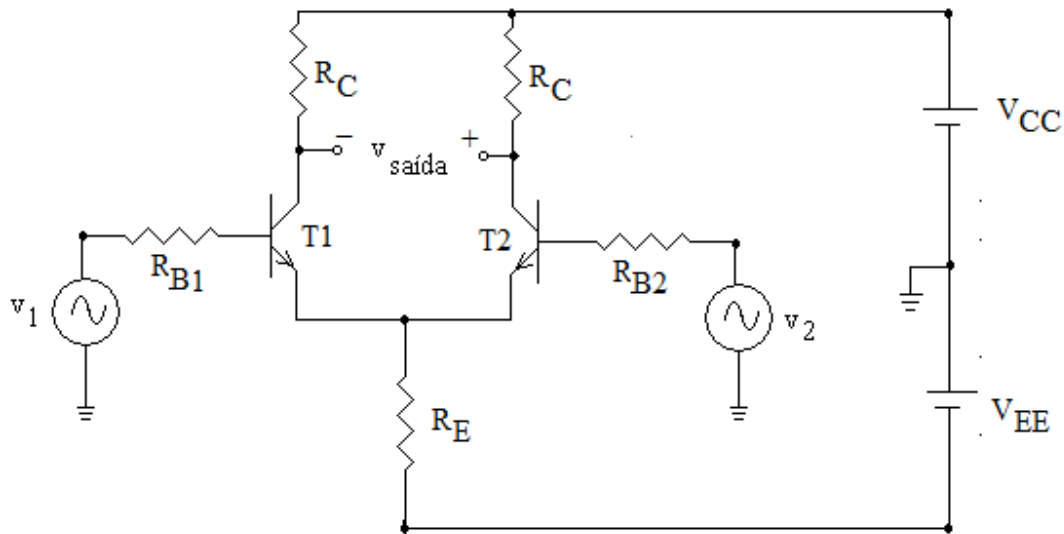 R_C
R_C
V_CC
− v_saída +
T1
T2
R_B1
R_B2
v_1
v_2
R_E
V_EE